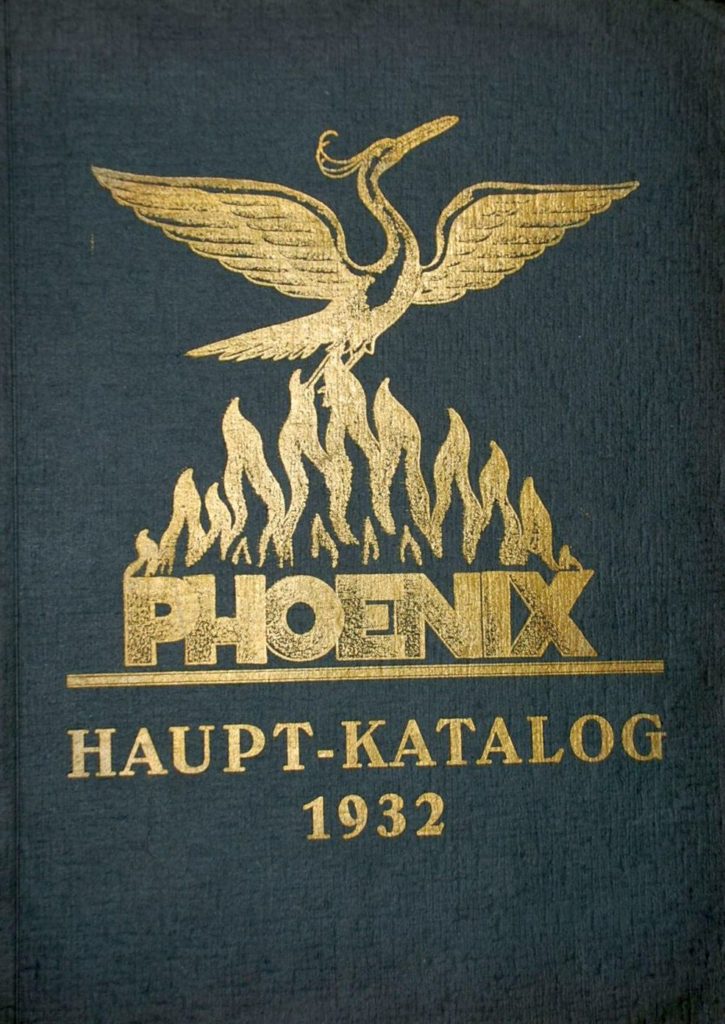 PHOENIX
HAUPT-KATALOG
1932